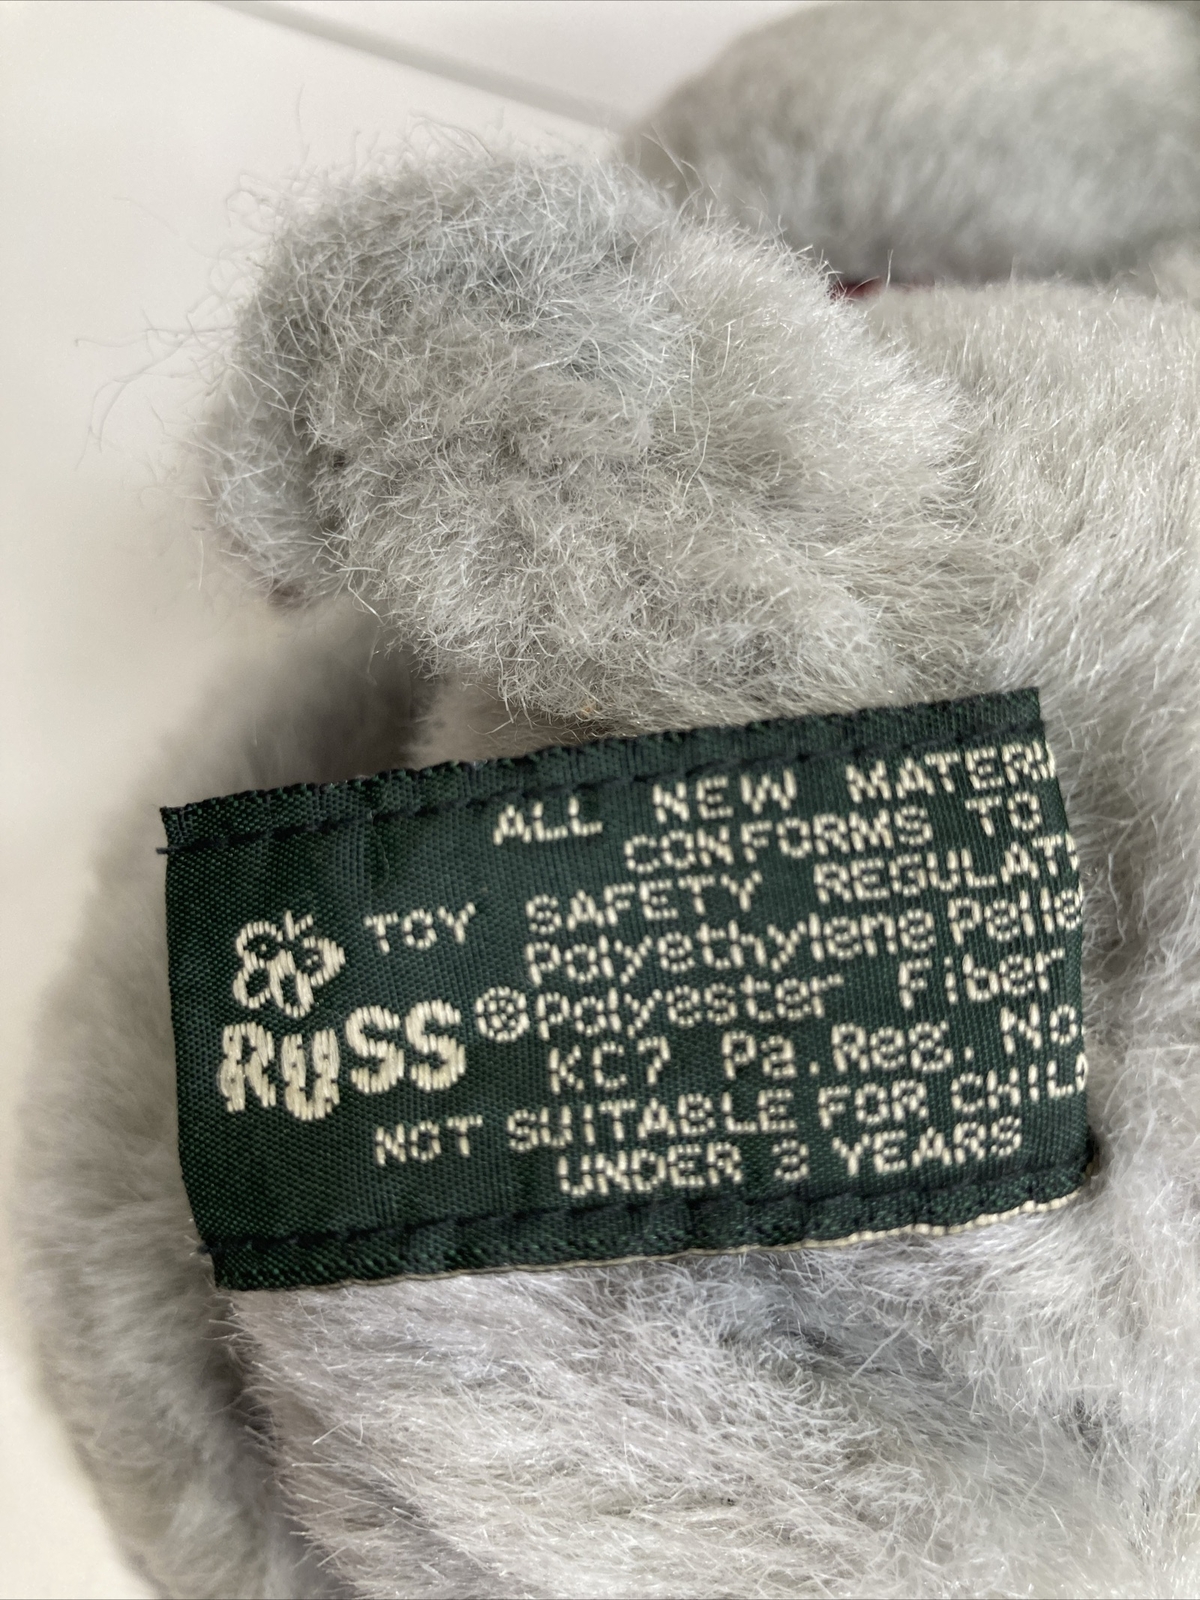 ALL NEW MATERI
CONFORMS TO
TOY SAFETY REGULAT
Polyethylene Pelle
RUSS® Polyester Fiber
KC7 Pa.Reg. No
NOT SUITABLE FOR CHIL
UNDER 3 YEARS